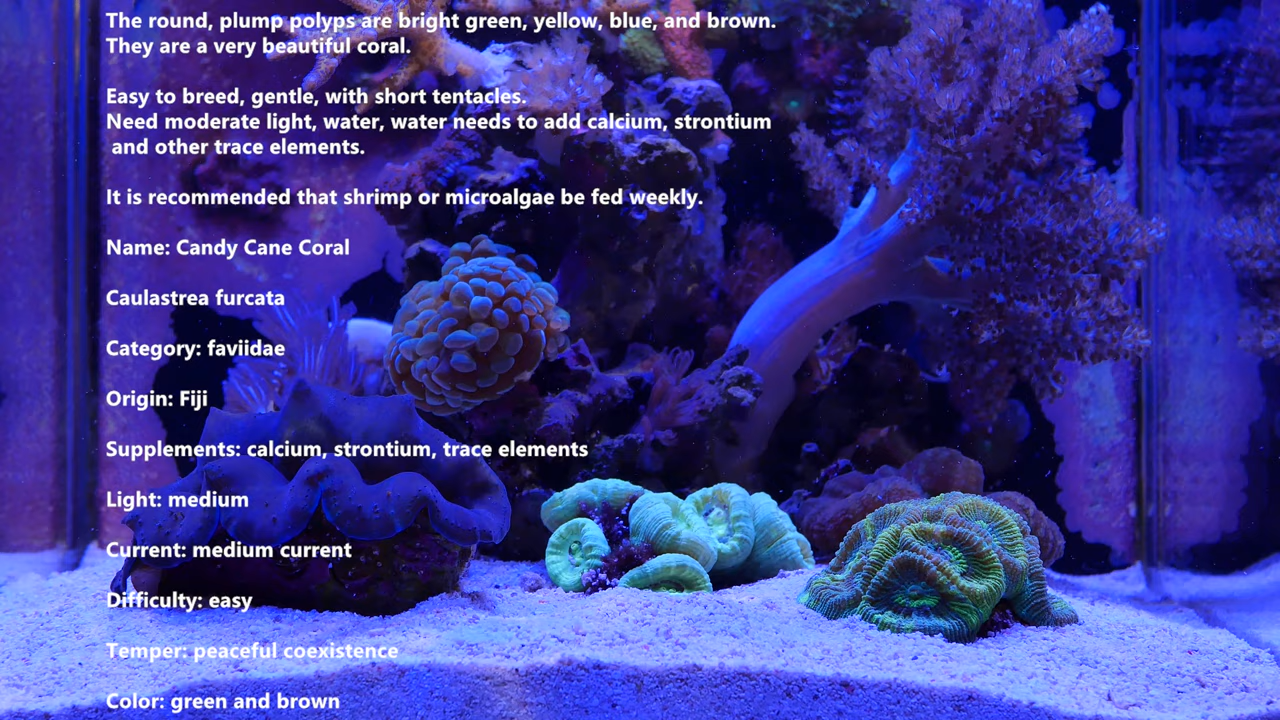 The round, plump polyps are bright green, yellow, blue, and brown.
They are a very beautiful coral.
Easy to breed, gentle, with short tentacles.
Need moderate light, water, water needs to add calcium, strontium
and other trace elements.
It is recommended that shrimp or microalgae be fed weekly.
Name: Candy Cane Coral
Caulastrea furcata
Category: faviidae
Origin: Fiji
Supplements: calcium, strontium, trace elements
Light: medium
Current: medium current
Difficulty: easy
Temper: peaceful coexistence
Color: green and brown